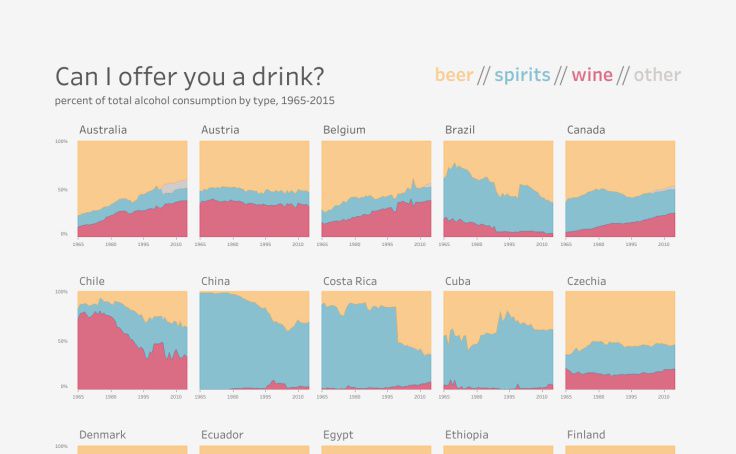 Can I offer you a drink?
beer // spirits // wine // other
percent of total alcohol consumption by type, 1965-2015
Australia Austria Belgium Brazil Canada
100%
50%
0%
1965 1980 1995 2010 1965 1980 1995 2010 1965 1980 1995 2010 1965 1980 1995 2010 1965 1980 1995 2010
Chile China Costa Rica Cuba Czechia
100%
50%
0%
1965 1980 1995 2010 1965 1980 1995 2010 1965 1980 1995 2010 1965 1980 1995 2010 1965 1980 1995 2010
Denmark Ecuador Egypt Ethiopia Finland
100%